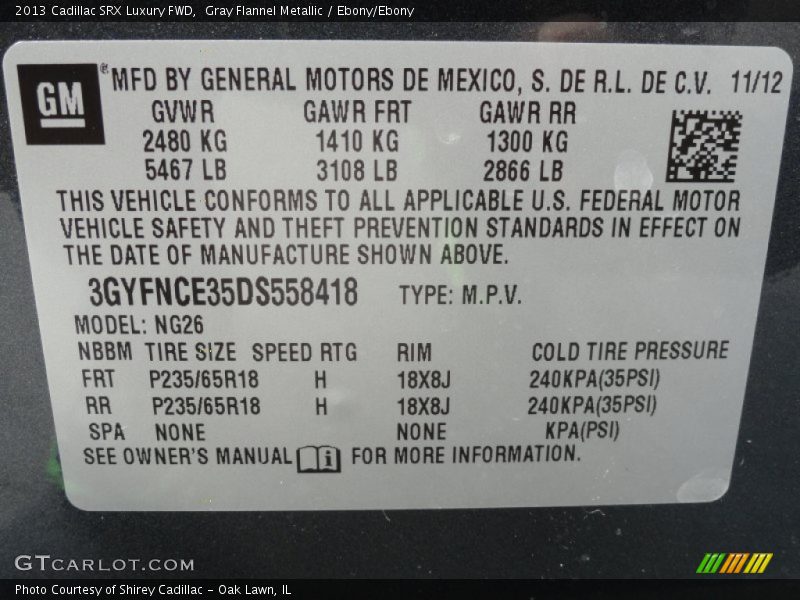 2013 Cadillac SRX Luxury FWD,  Gray Flannel Metallic / Ebony/Ebony
GM ® MFD BY GENERAL MOTORS DE MEXICO, S. DE R.L. DE C.V. 11/12
GVWR GAWR FRT GAWR RR
2480 KG 1410 KG 1300 KG
5467 LB 3108 LB 2866 LB
THIS VEHICLE CONFORMS TO ALL APPLICABLE U.S. FEDERAL MOTOR
VEHICLE SAFETY AND THEFT PREVENTION STANDARDS IN EFFECT ON
THE DATE OF MANUFACTURE SHOWN ABOVE.
3GYFNCE35DS558418 TYPE: M.P.V.
MODEL: NG26
NBBM TIRE SIZE SPEED RTG RIM COLD TIRE PRESSURE
FRT P235/65R18 H 18X8J 240KPA(35PSI)
RR P235/65R18 H 18X8J 240KPA(35PSI)
SPA NONE NONE KPA(PSI)
SEE OWNER'S MANUAL i FOR MORE INFORMATION.
GTCARLOT.COM
Photo Courtesy of Shirey Cadillac - Oak Lawn, IL